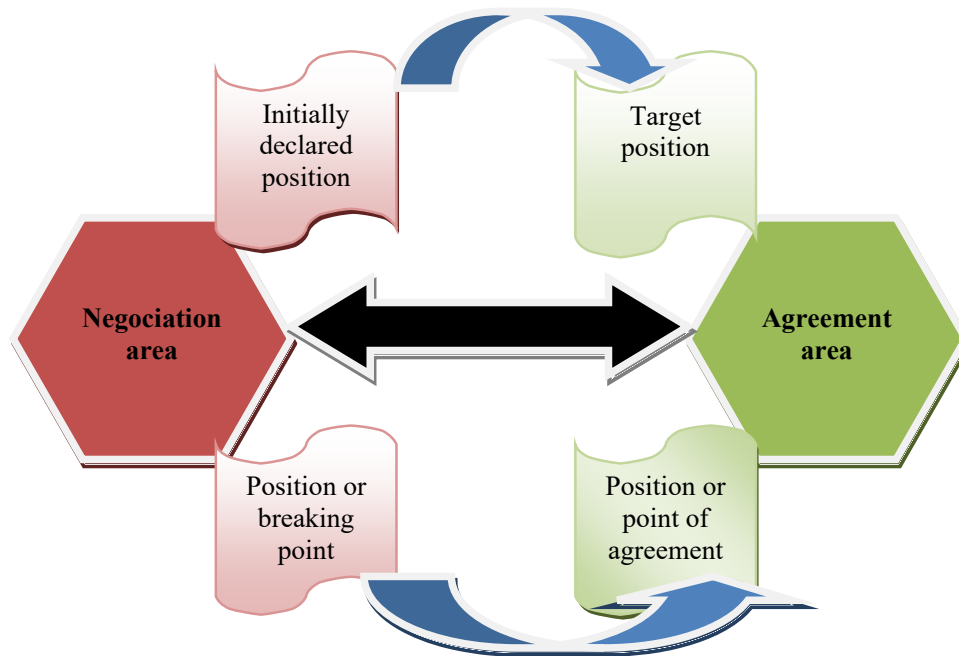 Initially
declared
position
Target
position
Negociation
area
Agreement
area
Position or
breaking
point
Position or
point of
agreement